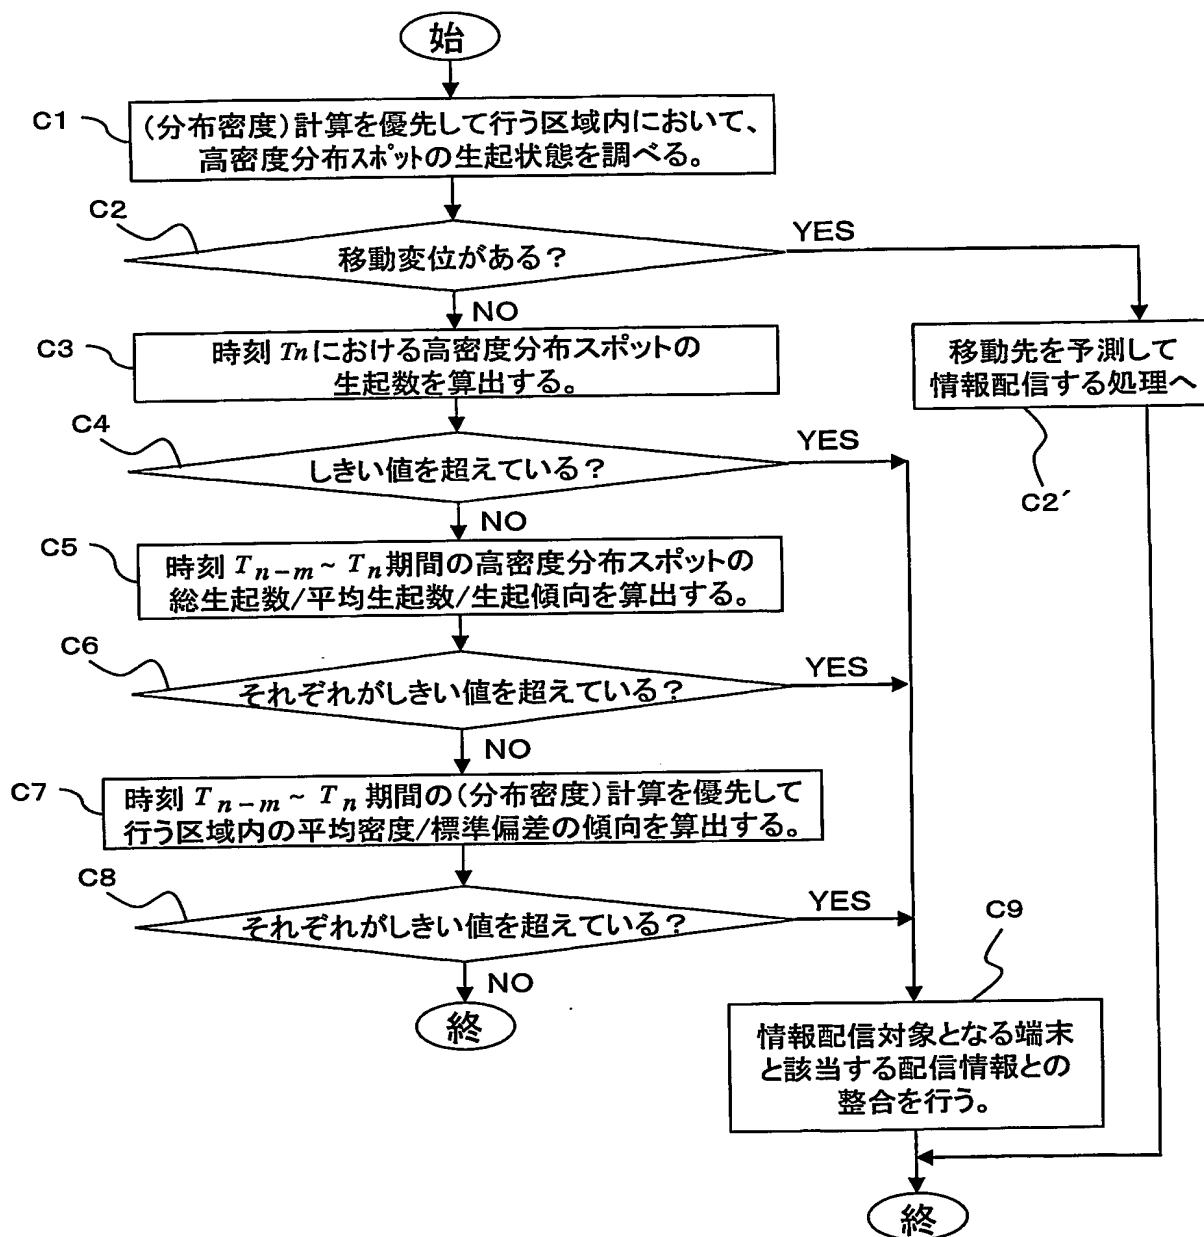 始
C1
(分布密度)計算を優先して行う区域内において、
高密度分布スポットの生起状態を調べる。
C2
移動変位がある?
YES
NO
C3
時刻 Tnにおける高密度分布スポットの
生起数を算出する。
移動先を予測して
情報配信する処理へ
C2´
C4
しきい値を超えている?
YES
NO
C5
時刻 Tn-m ~ Tn 期間の高密度分布スポットの
総生起数/平均生起数/生起傾向を算出する。
C6
それぞれがしきい値を超えている?
YES
NO
C7
時刻 Tn-m ~ Tn 期間の(分布密度)計算を優先して
行う区域内の平均密度/標準偏差の傾向を算出する。
C8
それぞれがしきい値を超えている?
YES
NO
終
C9
情報配信対象となる端末
と該当する配信情報との
整合を行う。
終